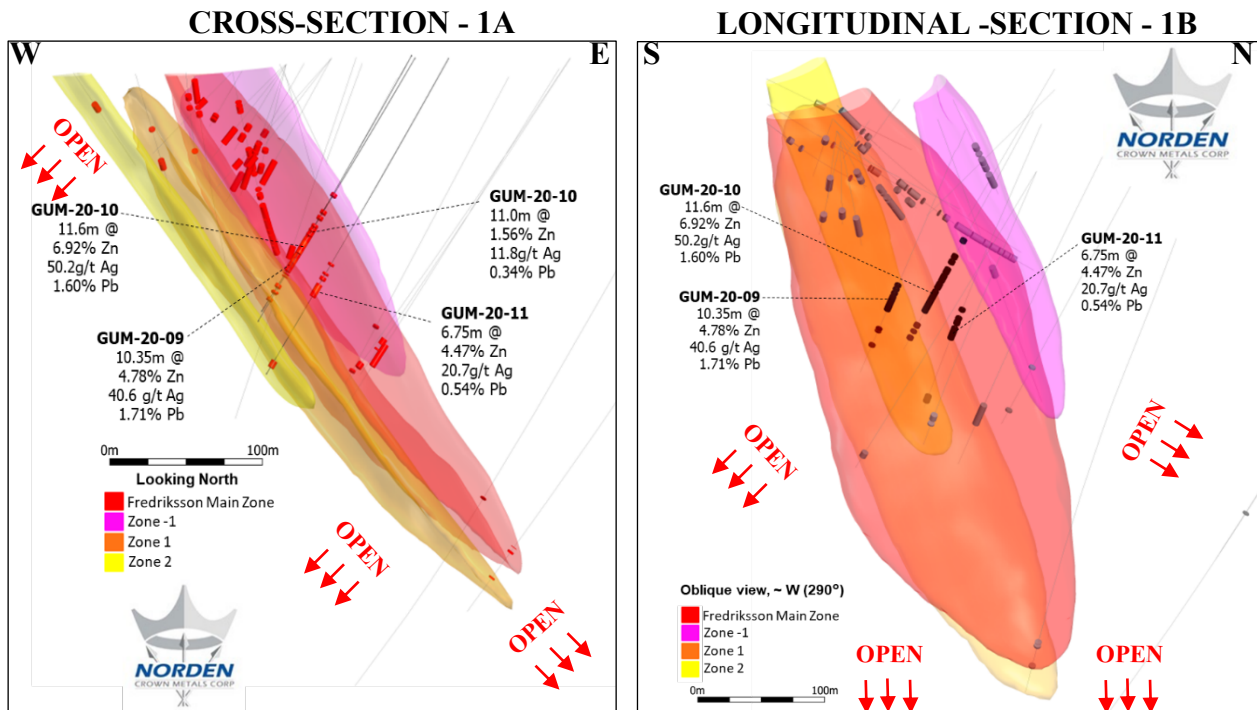 CROSS-SECTION - 1A
W
E
OPEN
GUM-20-10
11.6m @
6.92% Zn
50.2g/t Ag
1.60% Pb
GUM-20-10
11.0m @
1.56% Zn
11.8g/t Ag
0.34% Pb
GUM-20-09
10.35m @
4.78% Zn
40.6 g/t Ag
1.71% Pb
GUM-20-11
6.75m @
4.47% Zn
20.7g/t Ag
0.54% Pb
0m
100m
Looking North
Fredriksson Main Zone
Zone -1
Zone 1
Zone 2
OPEN
OPEN
NORDEN
CROWN METALS CORP
LONGITUDINAL -SECTION - 1B
S
N
NORDEN
CROWN METALS CORP
GUM-20-10
11.6m @
6.92% Zn
50.2g/t Ag
1.60% Pb
GUM-20-11
6.75m @
4.47% Zn
20.7g/t Ag
0.54% Pb
GUM-20-09
10.35m @
4.78% Zn
40.6 g/t Ag
1.71% Pb
OPEN
OPEN
Oblique view, ~ W (290°)
Fredriksson Main Zone
Zone -1
Zone 1
Zone 2
0m
100m
OPEN
OPEN